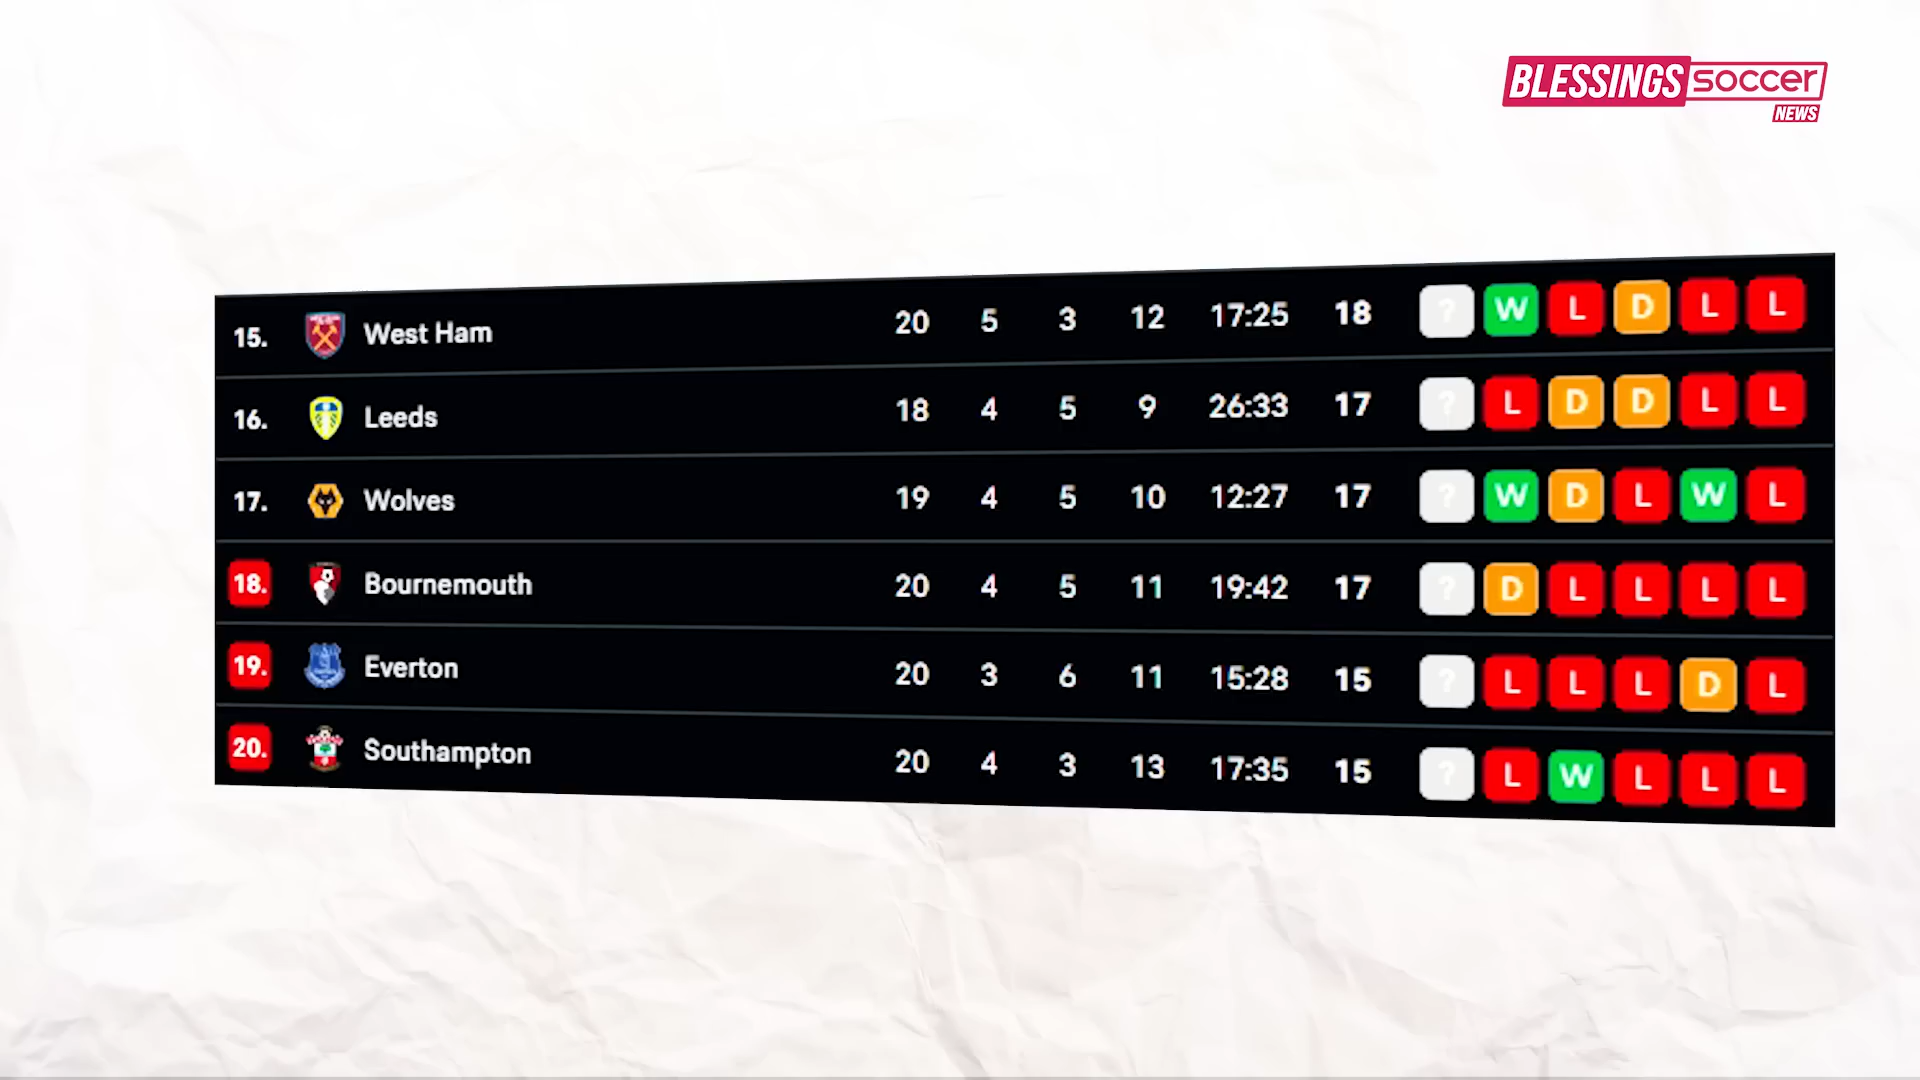 BLESSINGS soccer
NEWS
15. West Ham 20 5 3 12 17:25 18 ? W L D L L
16. Leeds 18 4 5 9 26:33 17 ? L D D L L
17. Wolves 19 4 5 10 12:27 17 ? W D L W L
18. Bournemouth 20 4 5 11 19:42 17 ? D L L L L
19. Everton 20 3 6 11 15:28 15 ? L L L D L
20. Southampton 20 4 3 13 17:35 15 ? L W L L L